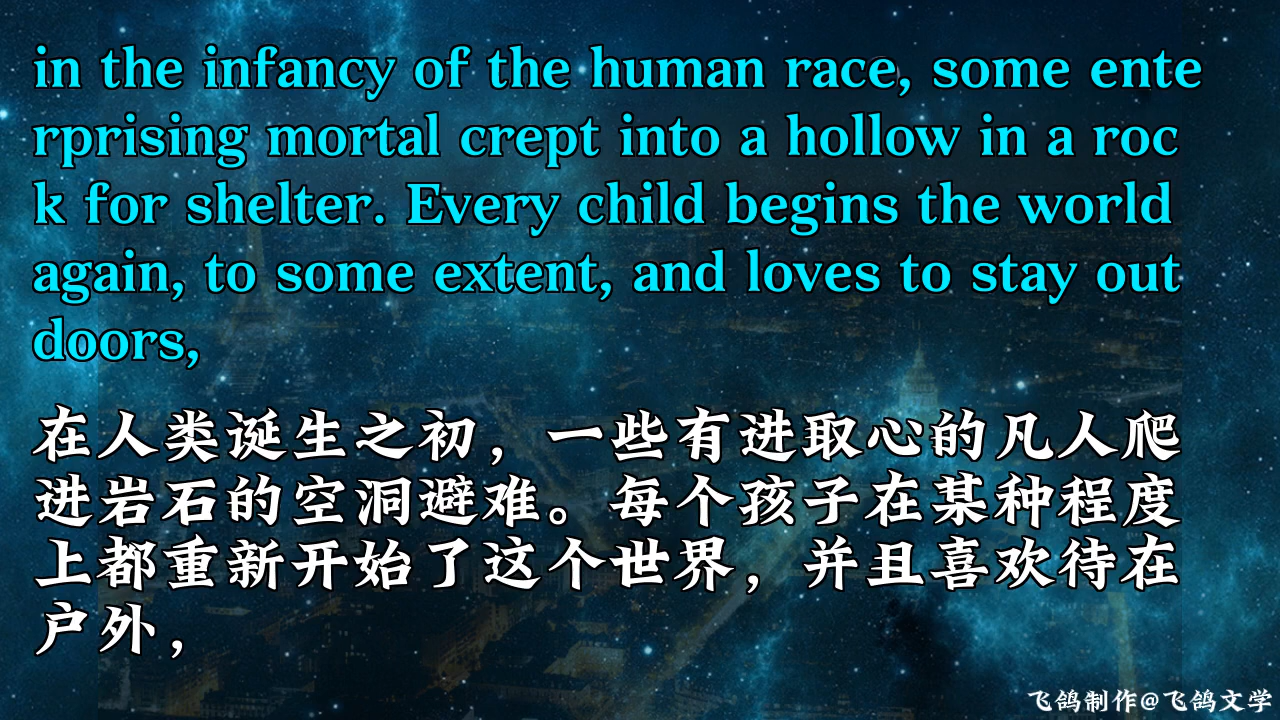 in the infancy of the human race, some ente
rprising mortal crept into a hollow in a roc
k for shelter. Every child begins the world
again, to some extent, and loves to stay out
doors,
在人类诞生之初，一些有进取心的凡人爬
进岩石的空洞避难。每个孩子在某种程度
上都重新开始了这个世界，并且喜欢待在
户外，
飞鸽制作@飞鸽文学